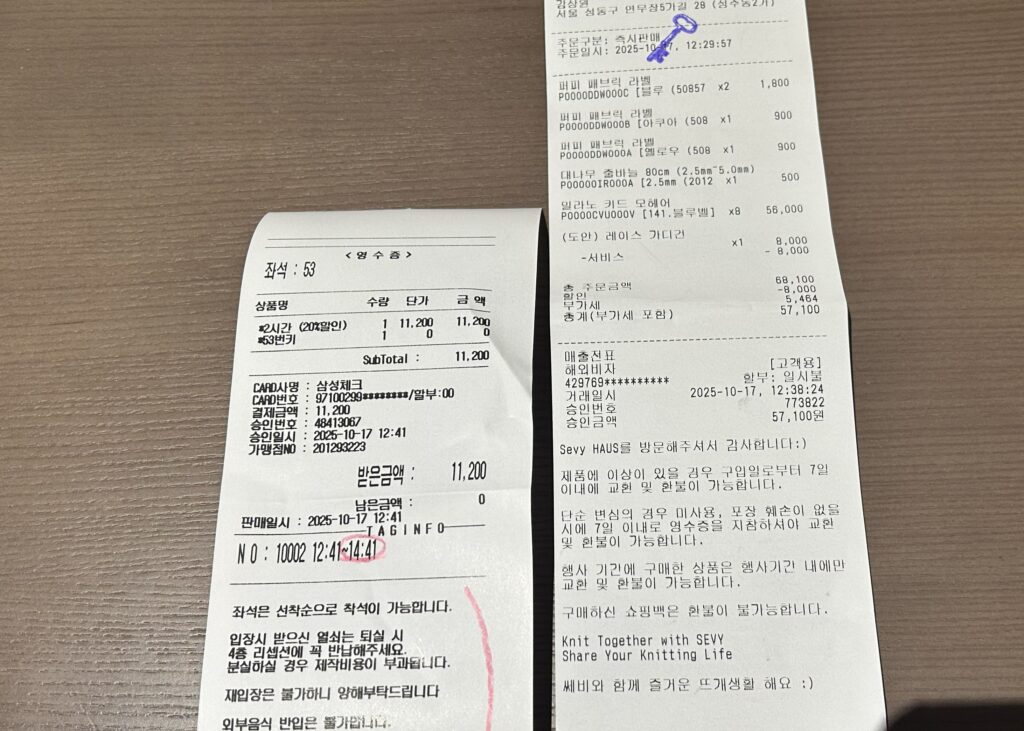 <영수증>
좌석 : 53
상품명 수량 단가 금 액
*2시간 (20%할인) 1 11,200 11,200
*53번키 1 0 0
SubTotal : 11,200
CARD사명 : 삼성체크
CARD번호 : 97100299********/할부:00
결제금액 : 11,200
승인번호 : 48413067
승인일시 : 2025-10-17 12:41
가맹점NO : 201293223
받은금액 : 11,200
남은금액 : 0
판매일시 : 2025-10-17 12:41
TAGINFO
NO : 10002 12:41~14:41
좌석은 선착순으로 착석이 가능합니다.
입장시 받으신 열쇠는 퇴실 시
4층 리셉션에 꼭 반납해주세요.
분실하실 경우 제작비용이 부과됩니다.
재입장은 불가하니 양해부탁드립니다
외부음식 반입은 불가합니다.
김상원
서울 성동구 연무장5가길 28 (성수동2가)
주문구분: 즉시판매
주문일시: 2025-10-17, 12:29:57
퍼피 패브릭 라벨
P0000DDW000C [블루 (50857 x2 1,800
퍼피 패브릭 라벨
P0000DDW000B [아쿠아 (508 x1 900
퍼피 패브릭 라벨
P0000DDW000A [옐로우 (508 x1 900
대나무 줄바늘 80cm (2.5mm~5.0mm)
P00000IR000A [2.5mm (2012 x1 500
밀라노 키드 모헤어
P0000CVU000V [141.블루벨] x8 56,000
(도안) 레이스 가디건 x1 8,000
-서비스 - 8,000
총 주문금액 68,100
할인 -8,000
부가세 5,464
총계(부가세 포함) 57,100
매출전표 [고객용]
해외비자 할부: 일시불
429769**********
거래일시 2025-10-17, 12:38:24
승인번호 773822
승인금액 57,100원
Sevy HAUS를 방문해주셔서 감사합니다:)
제품에 이상이 있을 경우 구입일로부터 7일
이내에 교환 및 환불이 가능합니다.
단순 변심의 경우 미사용, 포장 훼손이 없을
시에 7일 이내로 영수증을 지참하셔야 교환
및 환불이 가능합니다.
행사 기간에 구매한 상품은 행사기간 내에만
교환 및 환불이 가능합니다.
구매하신 쇼핑백은 환불이 불가능합니다.
Knit Together with SEVY
Share Your Knitting Life
쎄비와 함께 즐거운 뜨개생활 해요 :)